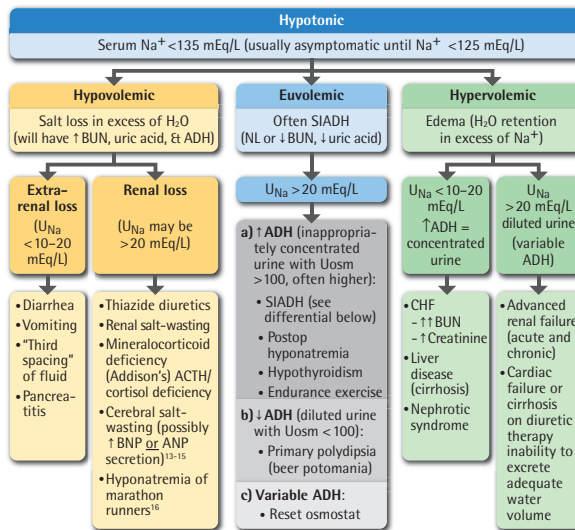 Hypotonic
Serum Na+ <135 mEq/L (usually asymptomatic until Na+ <125 mEq/L)
Hypovolemic
Salt loss in excess of H2O
(will have ↑BUN, uric acid, & ADH)
Extra-
renal loss
(UNa
<10–20
mEq/L)
• Diarrhea
• Vomiting
• "Third
spacing" of
of fluid
• Pancrea-
titis
Renal loss
(UNa may be
>20 mEq/L)
• Thiazide diuretics
• Renal salt-wasting
• Mineralocorticoid
deficiency
(Addison's) ACTH/
cortisol deficiency
• Cerebral salt-
wasting (possibly
↑ BNP or ANP
secretion)13-15
• Hyponatremia of
marathon
runners16
Euvolemic
Often SIADH
(NL or ↓BUN, ↓uric acid)
UNa >20 mEq/L
a) ↑ADH (inappropri-
ately concentrated
urine with Uosm
>100, often higher):
• SIADH (see
differential below)
• Postop
hyponatremia
• Hypothyroidism
• Endurance exercise
b) ↓ADH (diluted urine
with Uosm <100):
• Primary polydipsia
(beer potomania)
c) Variable ADH:
• Reset osmostat
Hypervolemic
Edema (H2O retention
in excess of Na+)
UNa <10–20
mEq/L
↑ADH =
concentrated
urine
• CHF
- ↑↑BUN
- ↑Creatinine
• Liver
disease
(cirrhosis)
• Nephrotic
syndrome
UNa
>20 mEq/L
diluted urine
(variable
ADH)
• Advanced
renal failure
(acute and
chronic)
• Cardiac
failure or
cirrhosis
on diuretic
therapy
inability to
excrete
adequate
water
volume